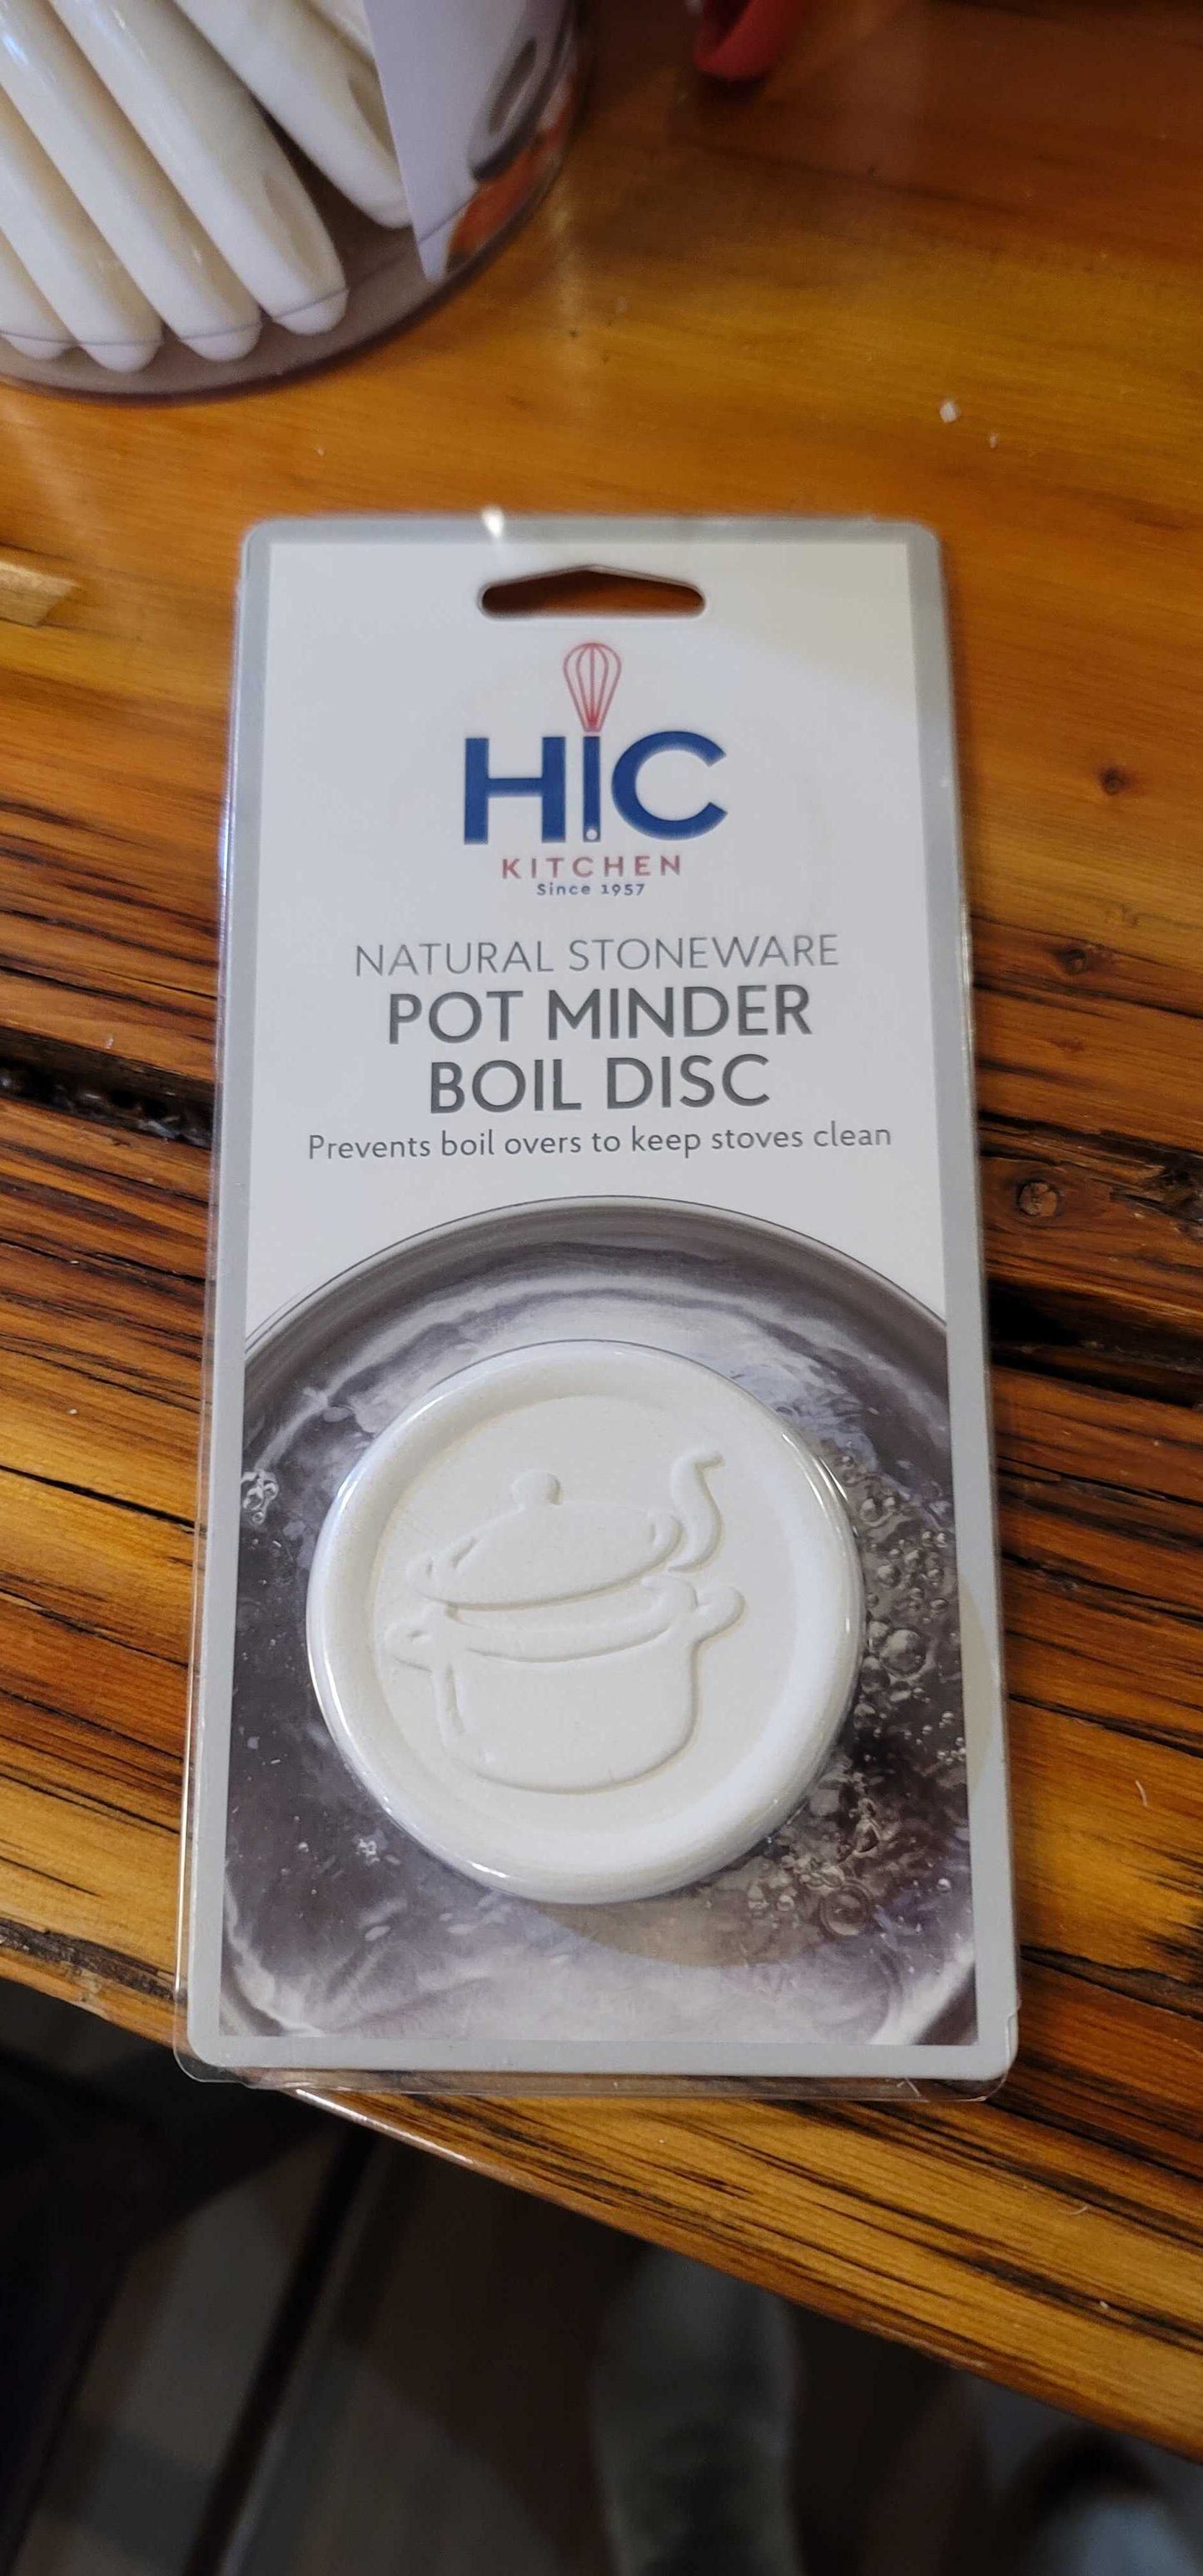 HIC
KITCHEN
Since 1957
NATURAL STONEWARE
POT MINDER
BOIL DISC
Prevents boil overs to keep stoves clean